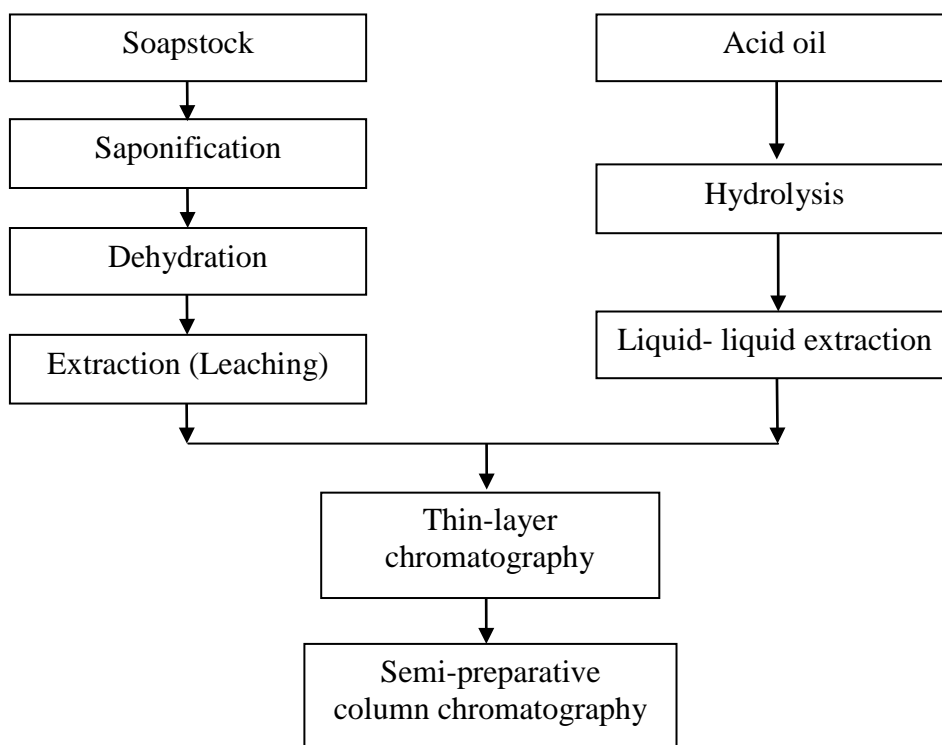 Soapstock
Saponification
Dehydration
Extraction (Leaching)
Acid oil
Hydrolysis
Liquid- liquid extraction
Thin-layer
chromatography
Semi-preparative
column chromatography